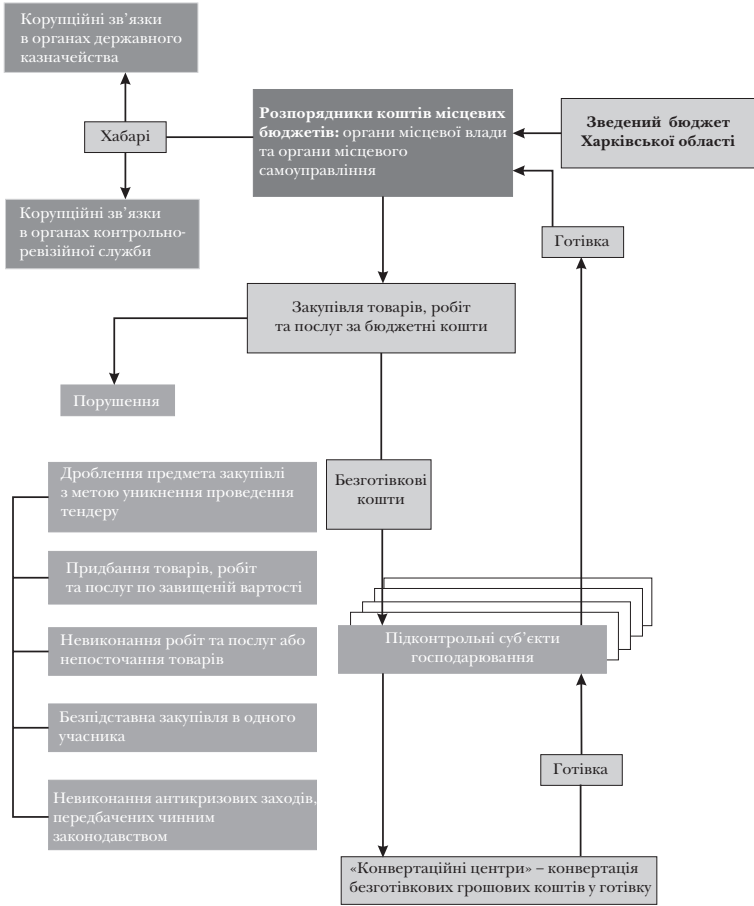 Корупційні зв’язки
в органах державного
казначейства
Хабарі
Розпорядники коштів місцевих
бюджетів: органи місцевої влади
та органи місцевого
самоуправління
Зведений бюджет
Харківської області
Корупційні зв’язки
в органах контрольно-
ревізійної служби
Готівка
Закупівля товарів, робіт
та послуг за бюджетні кошти
Порушення
Дроблення предмета закупівлі
з метою уникнення проведення
тендеру
Безготівкові
кошти
Придбання товарів, робіт
та послуг по завищеній вартості
Невиконання робіт та послуг або
непосточання товарів
Підконтрольні суб’єкти
господарювання
Безпідставна закупівля в одного
учасника
Готівка
Невиконання антикризових заходів,
передбачених чинним
законодавством
«Конвертаційні центри» – конвертація
безготівкових грошових коштів у готівку